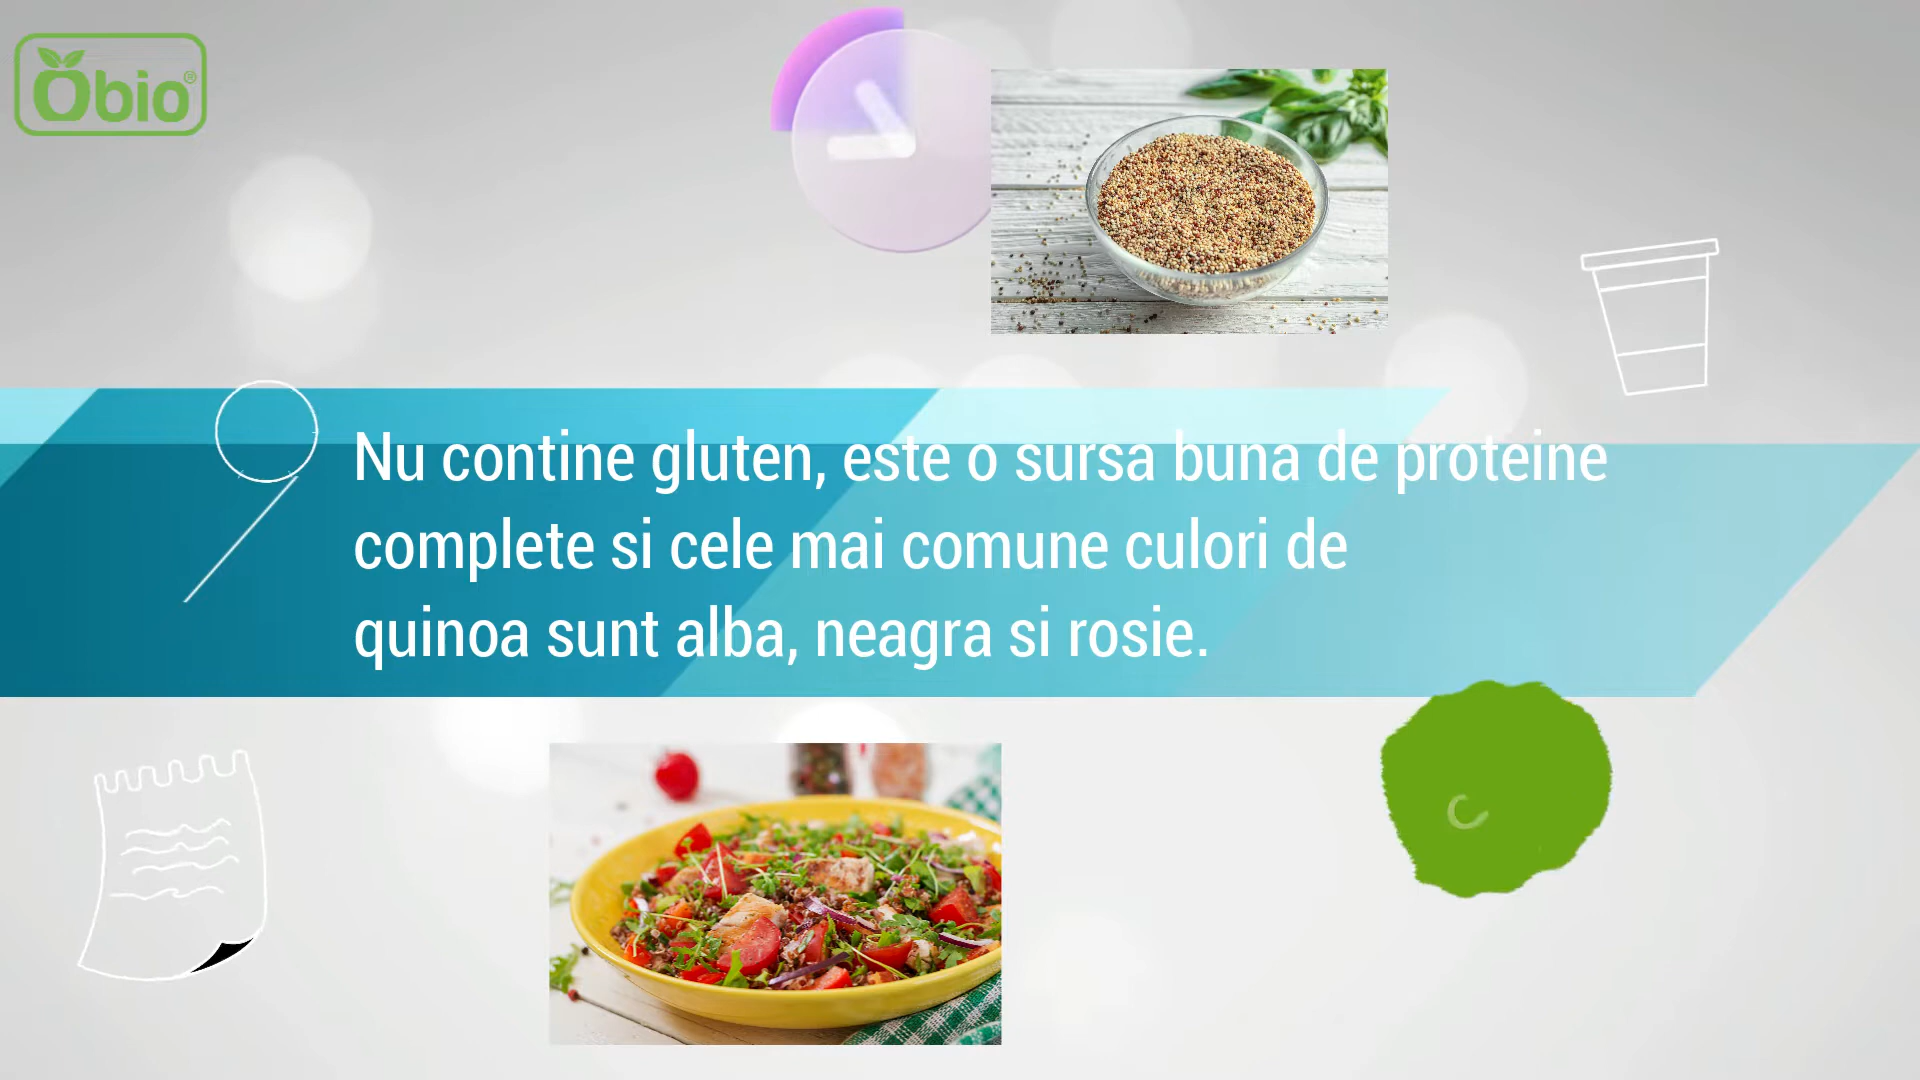 Obio®
Nu contine gluten, este o sursa buna de proteine
complete si cele mai comune culori de
quinoa sunt alba, neagra si rosie.